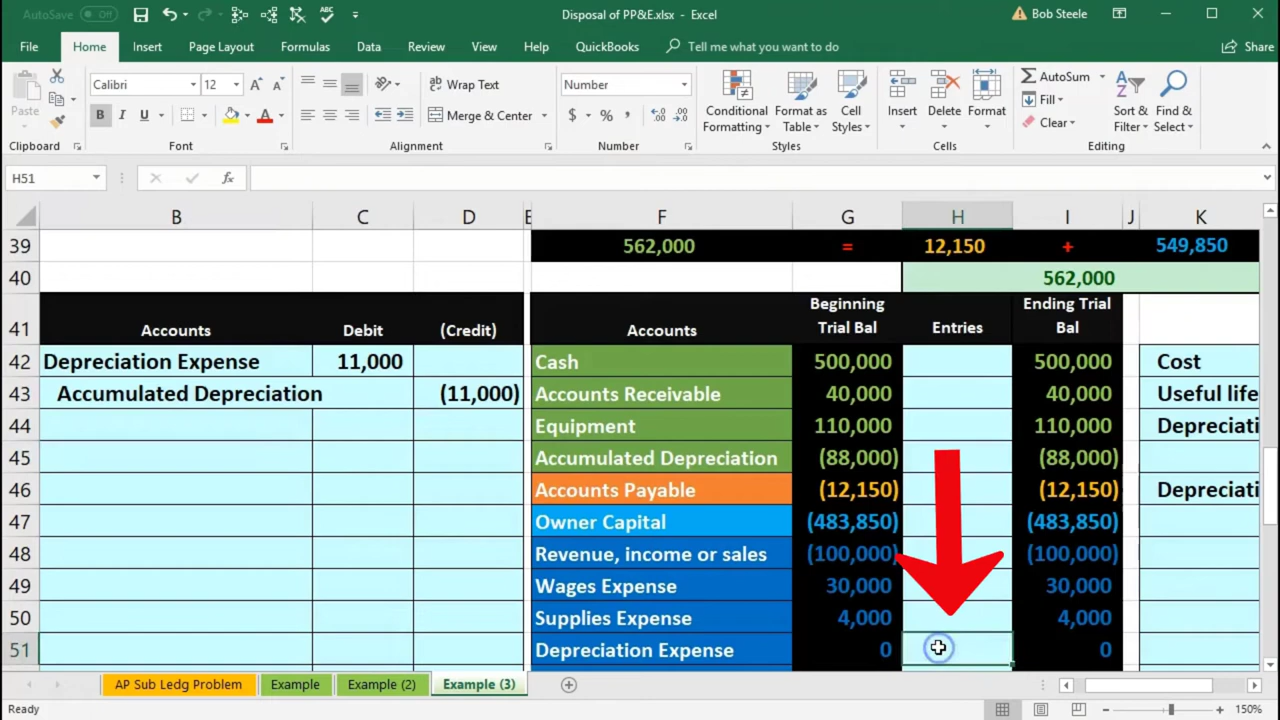 AutoSave Off
Disposal of PP&E.xlsx - Excel
Bob Steele
File Home Insert Page Layout Formulas Data Review View Help QuickBooks Tell me what you want to do Share
Paste
Calibri 12
B I U
Wrap Text
Merge & Center
Number
$ % ,
Conditional Formatting
Format as Table
Cell Styles
Insert Delete Format
AutoSum
Fill
Clear
Sort & Filter
Find & Select
Clipboard Font Alignment Number Styles Cells Editing
H51 fx
B C D E F G H I J K
39 562,000 = 12,150 + 549,850
40 562,000
41 Accounts Debit (Credit) Accounts Beginning Trial Bal Entries Ending Trial Bal
42 Depreciation Expense 11,000 Cash 500,000 500,000 Cost
43 Accumulated Depreciation (11,000) Accounts Receivable 40,000 40,000 Useful life
44 Equipment 110,000 110,000 Depreciati
45 Accumulated Depreciation (88,000) (88,000)
46 Accounts Payable (12,150) (12,150) Depreciati
47 Owner Capital (483,850) (483,850)
48 Revenue, income or sales (100,000) (100,000)
49 Wages Expense 30,000 30,000
50 Supplies Expense 4,000 4,000
51 Depreciation Expense 0 0
AP Sub Ledg Problem Example Example (2) Example (3)
Ready 150%